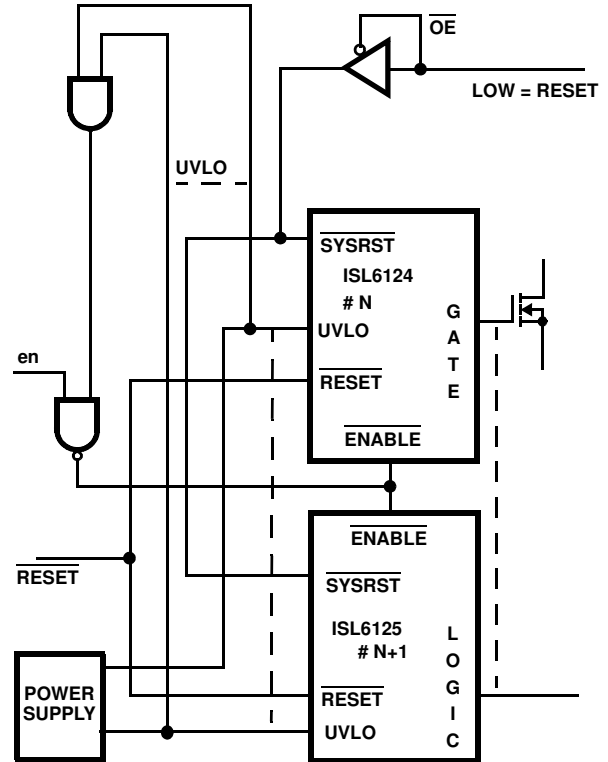 OE
LOW = RESET
UVLO
SYSRST
ISL6124
# N
UVLO
RESET
ENABLE
G
A
T
E
en
ENABLE
RESET
SYSRST
ISL6125
# N+1
RESET
UVLO
L
O
G
I
C
POWER
SUPPLY